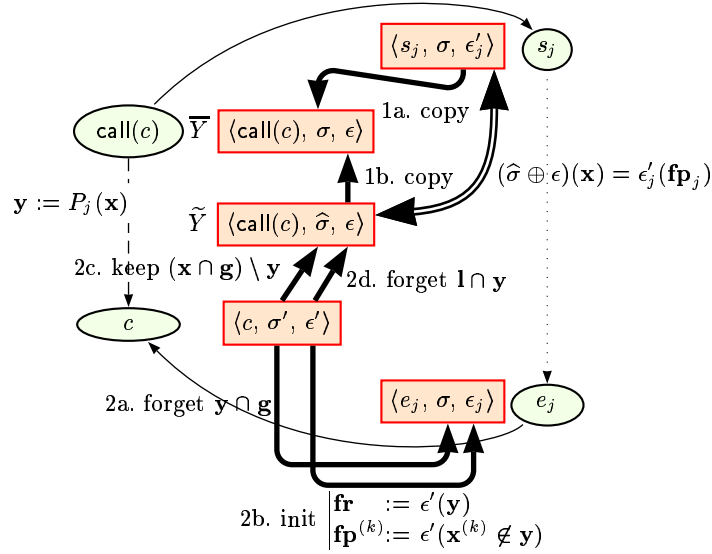 ⟨s_j, σ, ϵ′_j⟩
s_j
1a. copy
call(c)
Y̅
⟨call(c), σ, ϵ⟩
1b. copy
(σ̂ ⊕ ϵ)(x) = ϵ′_j(fp_j)
y := P_j(x)
Ỹ
⟨call(c), σ̂, ϵ⟩
2c. keep (x ∩ g) \ y
2d. forget l ∩ y
c
⟨c, σ′, ϵ′⟩
2a. forget y ∩ g
⟨e_j, σ, ϵ_j⟩
e_j
2b. init
fr := ϵ′(y)
fp^(k) := ϵ′(x^(k) ∉ y)